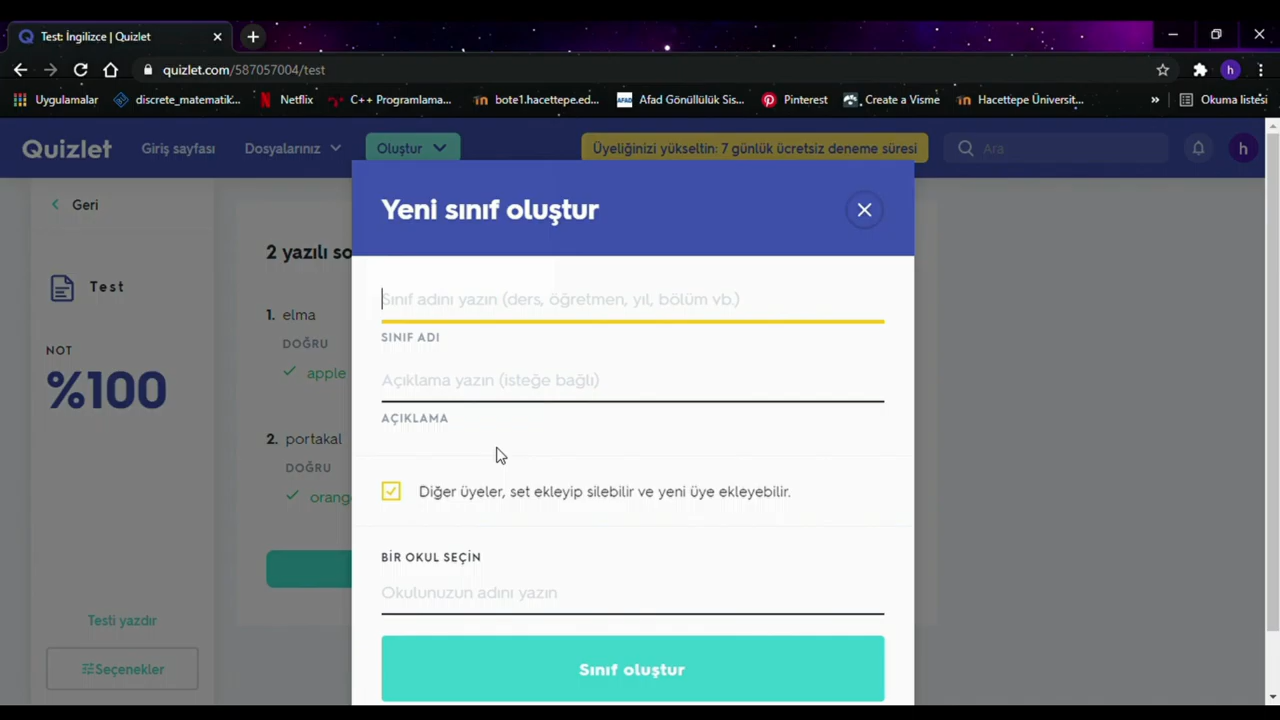 Test: İngilizce | Quizlet
quizlet.com/587057004/test
Uygulamalar
discrete_matematik'...
Netflix
C++ Programlama...
bote1.hacettepe.ed...
Afad Gönüllülük Sis...
Pinterest
Create a Visme
Hacettepe Üniversit...
»
Okuma listesi
Quizlet
Giriş sayfası
Dosyalarınız
Oluştur
Üyeliğinizi yükseltin: 7 günlük ücretsiz deneme süresi
Ara
h
Geri
Test
NOT
%100
Testi yazdır
Seçenekler
2 yazılı so
1. elma
DOĞRU
apple
2. portakal
DOĞRU
orang
Yeni sınıf oluştur
Sınıf adını yazın (ders, öğretmen, yıl, bölüm vb.)
SINIF ADI
Açıklama yazın (isteğe bağlı)
AÇIKLAMA
Diğer üyeler, set ekleyip silebilir ve yeni üye ekleyebilir.
BİR OKUL SEÇİN
Okulunuzun adını yazın
Sınıf oluştur